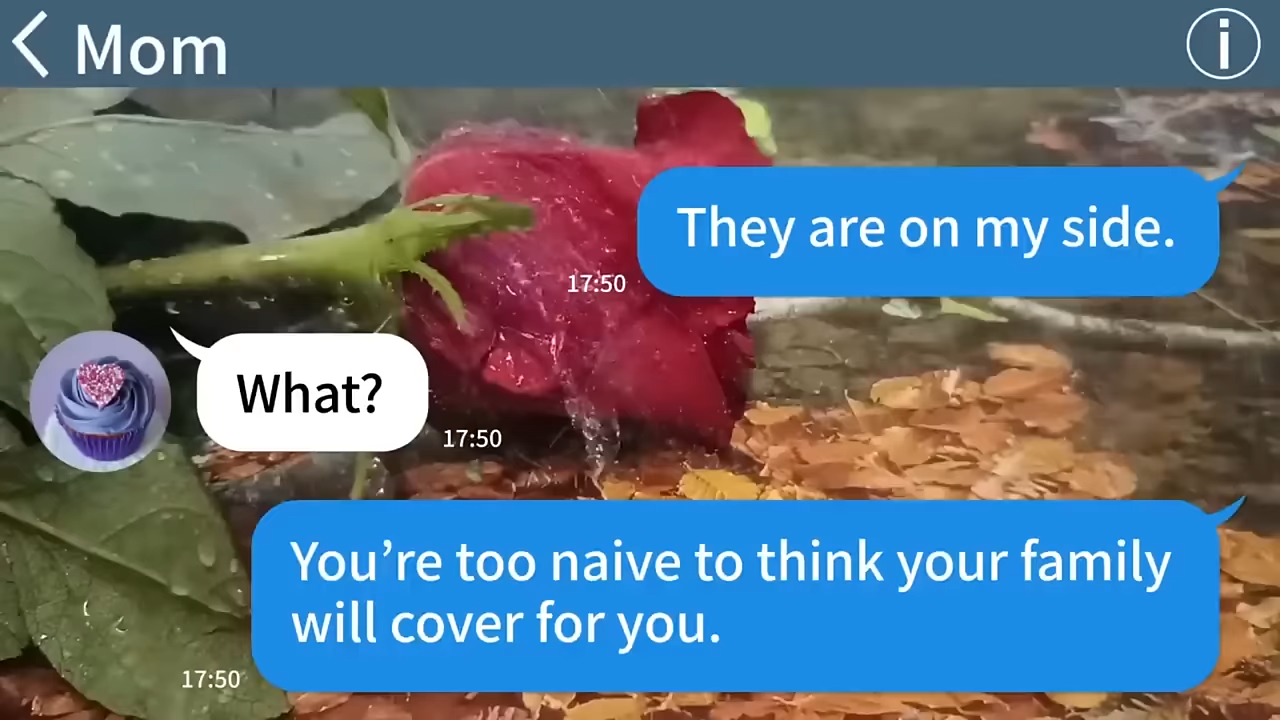 Mom
They are on my side.
17:50
What?
17:50
You’re too naive to think your family
will cover for you.
17:50